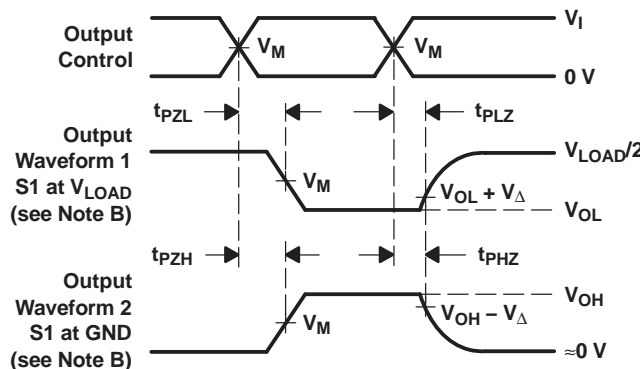 Output
Control
V_I
V_M
V_M
0 V
t_PZL
t_PLZ
Output
Waveform 1
S1 at V_LOAD
(see Note B)
V_LOAD/2
V_M
V_OL + V_Δ
V_OL
t_PZH
t_PHZ
Output
Waveform 2
S1 at GND
(see Note B)
V_OH
V_M
V_OH − V_Δ
≈0 V